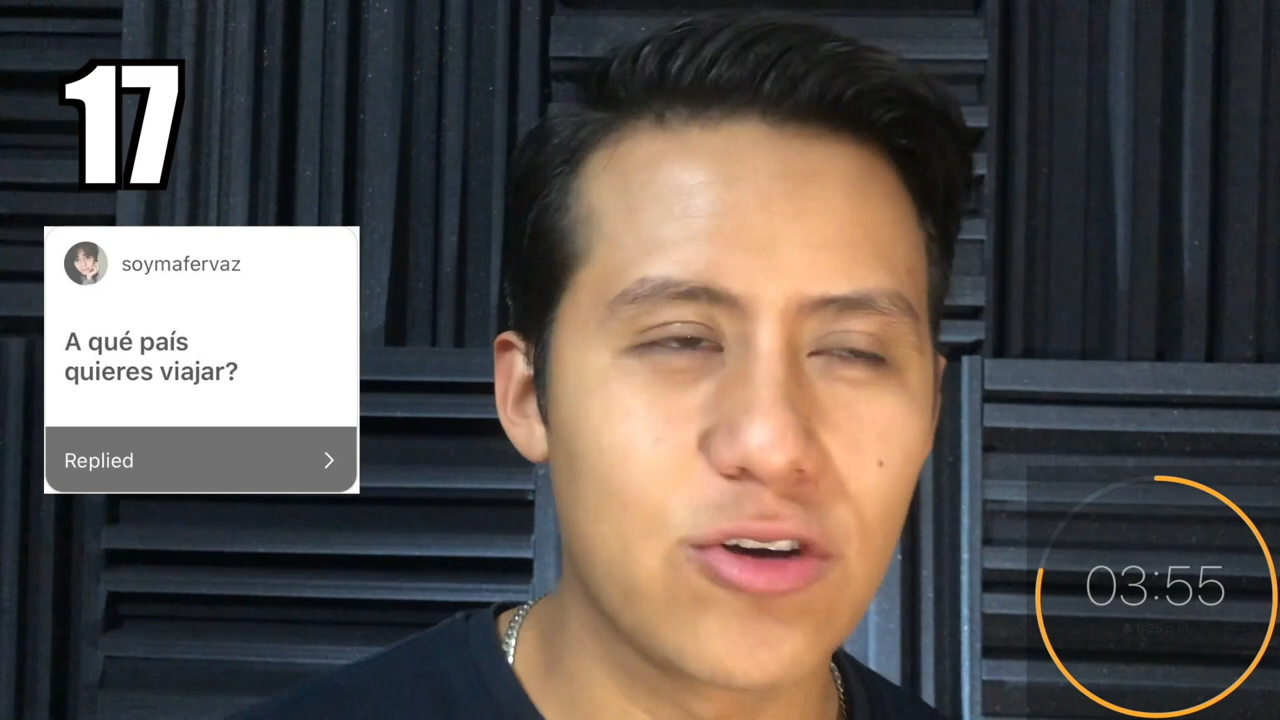 17
soymafervaz
A qué país
quieres viajar?
Replied
03:55